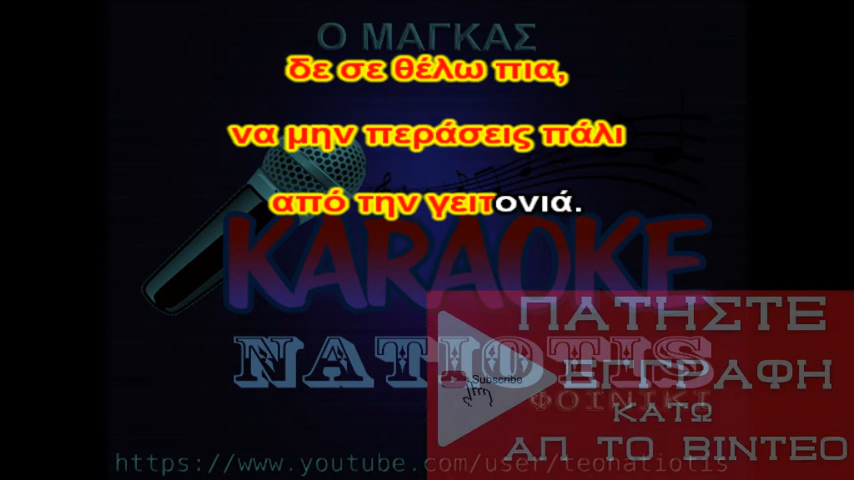 Ο ΜΑΓΚΑΣ
δε σε θέλω πια,
να μην περάσεις πάλι
από την γειτονιά.
KARAOKE
NATIOTIS
ΦΟΙΝΙΚΙ
Subscribe
ΠΑΤΗΣΤΕ
ΕΓΓΡΑΦΗ
ΚΑΤΩ
ΑΠ ΤΟ ΒΙΝΤΕΟ
https://www.youtube.com/user/teonatiotis